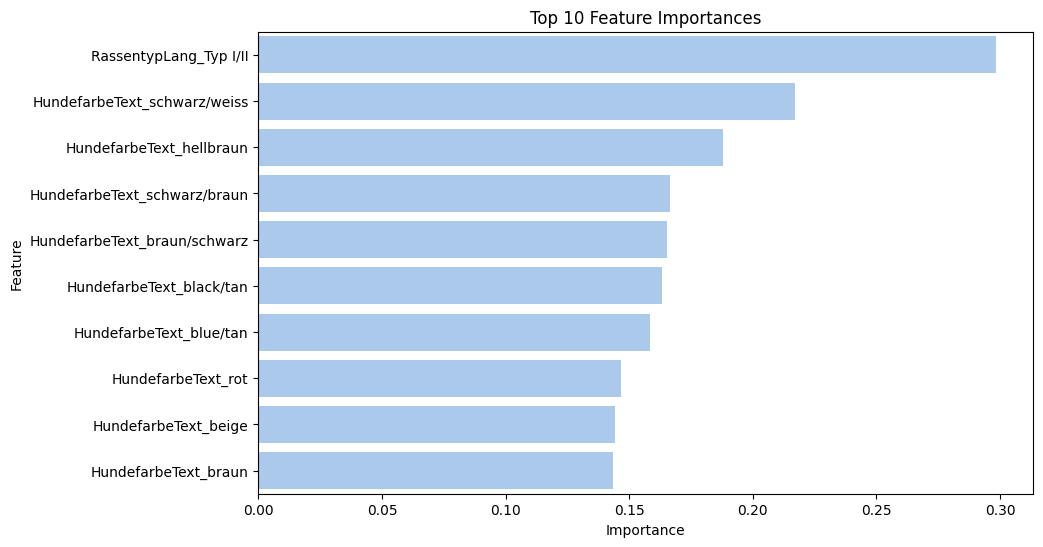 Top 10 Feature Importances
Feature
RassentypLang_Typ I/II
HundefarbeText_schwarz/weiss
HundefarbeText_hellbraun
HundefarbeText_schwarz/braun
HundefarbeText_braun/schwarz
HundefarbeText_black/tan
HundefarbeText_blue/tan
HundefarbeText_rot
HundefarbeText_beige
HundefarbeText_braun
0.00 0.05 0.10 0.15 0.20 0.25 0.30
Importance